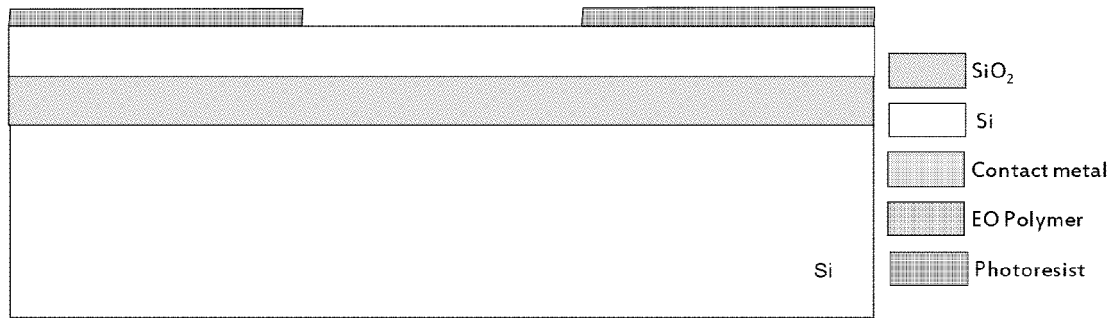 SiO₂
Si
Contact metal
EO Polymer
Photoresist
Si